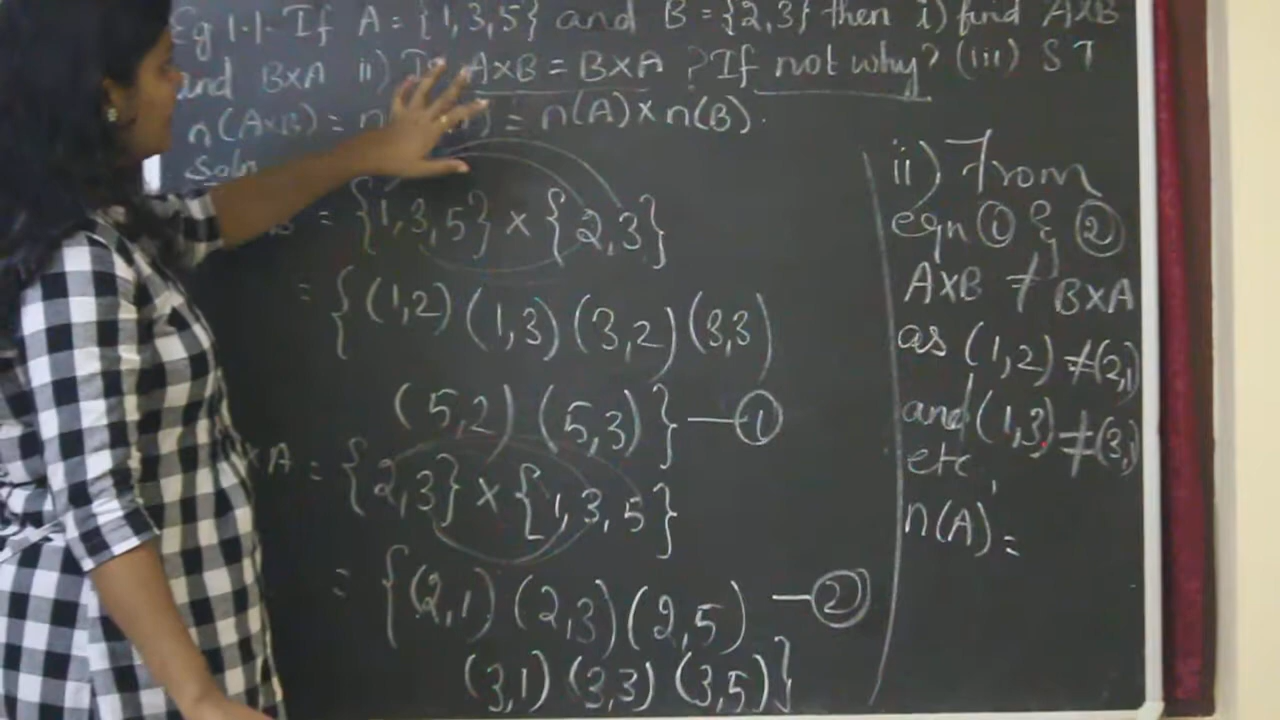 Eg 1.1. If A = {1,3,5} and B = {2,3} then i) find A×B
and B×A ii) Is A×B = B×A ? If not why? (iii) S T
n(A×B) = n( ) = n(A)×n(B).
Soln
= {1,3,5} × {2,3}
= {(1,2) (1,3) (3,2) (3,3)
(5,2) (5,3)} — ①
×A = {2,3} × {1,3,5}
= {(2,1) (2,3) (2,5) — ②
(3,1) (3,3) (3,5)}
ii) From
eqn ① & ②
A×B ≠ B×A
as (1,2) ≠ (2,1)
and (1,3) ≠ (3,
etc,
n(A) =